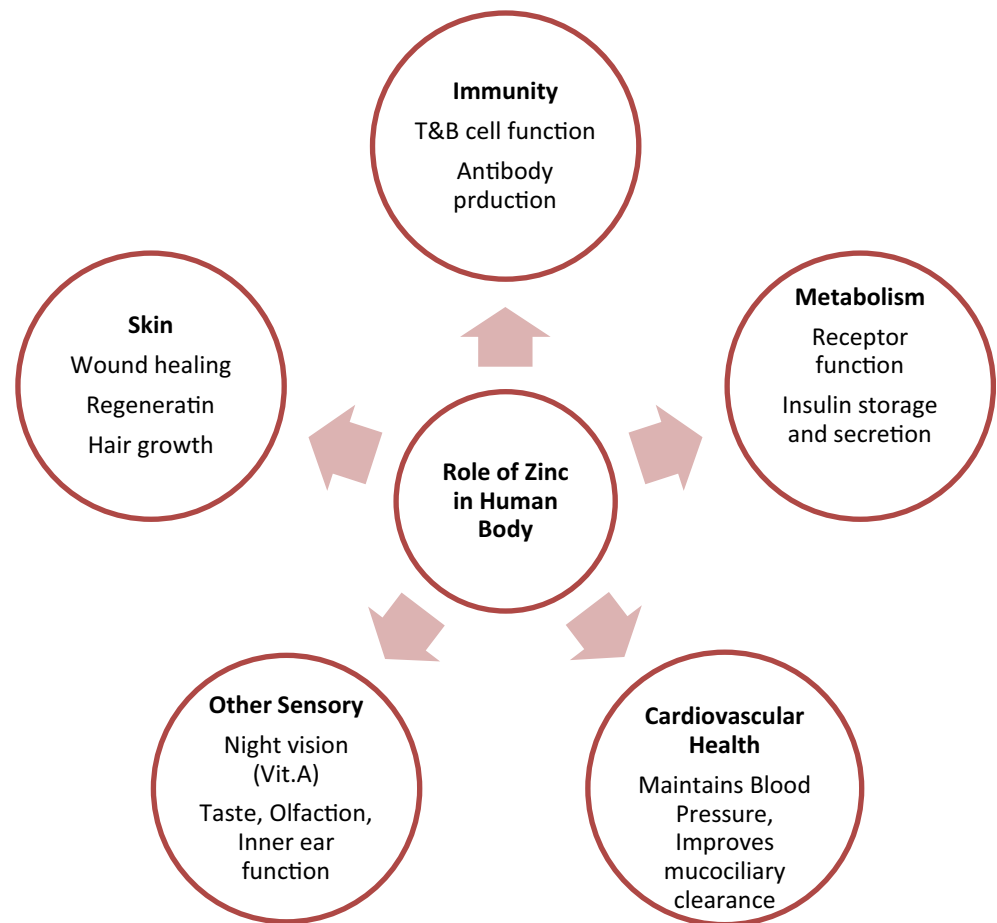 Immunity
T&B cell function
Antibody
prduction
Metabolism
Receptor
function
Insulin storage
and secretion
Skin
Wound healing
Regeneratin
Hair growth
Role of Zinc
in Human
Body
Other Sensory
Night vision
(Vit.A)
Taste, Olfaction,
Inner ear
function
Cardiovascular
Health
Maintains Blood
Pressure,
Improves
mucociliary
clearance